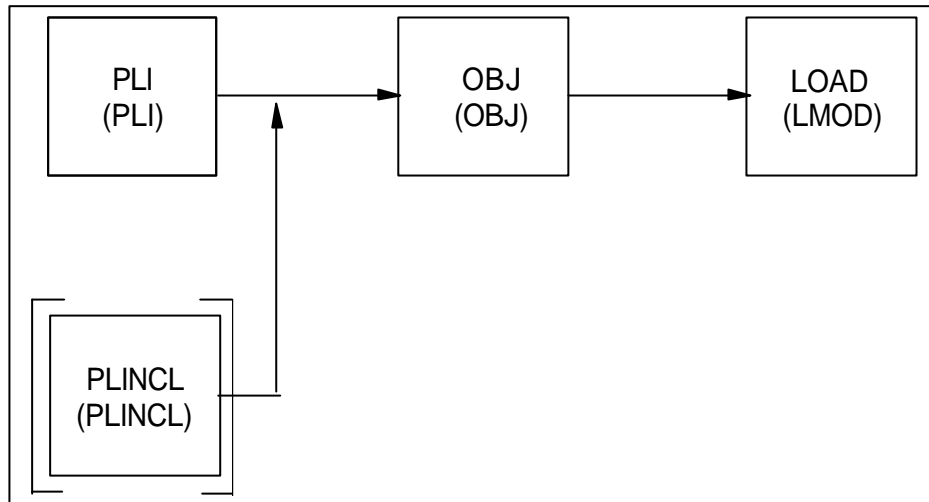 PLI
(PLI)
OBJ
(OBJ)
LOAD
(LMOD)
PLINCL
(PLINCL)